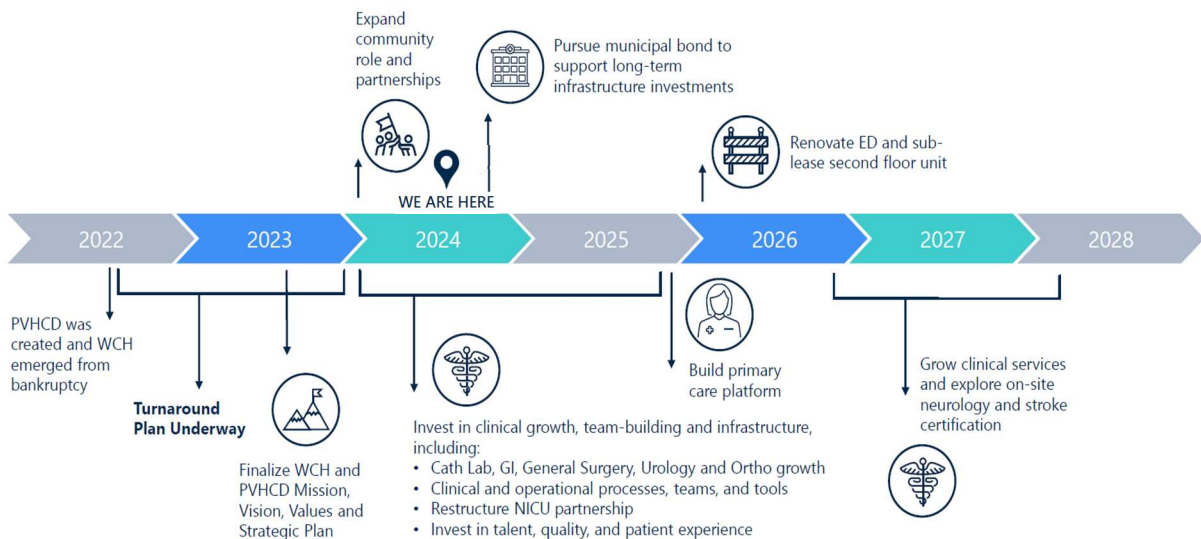 Expand
community
role and
partnerships
Pursue municipal bond to
support long-term
infrastructure investments
Renovate ED and sub-
lease second floor unit
WE ARE HERE
2022
2023
2024
2025
2026
2027
2028
PVHCD was
created and WCH
emerged from
bankruptcy
Turnaround
Plan Underway
Finalize WCH and
PVHCD Mission,
Vision, Values and
Strategic Plan
Invest in clinical growth, team-building and infrastructure,
including:
• Cath Lab, GI, General Surgery, Urology and Ortho growth
• Clinical and operational processes, teams, and tools
• Restructure NICU partnership
• Invest in talent, quality, and patient experience
Build primary
care platform
Grow clinical services
and explore on-site
neurology and stroke
certification